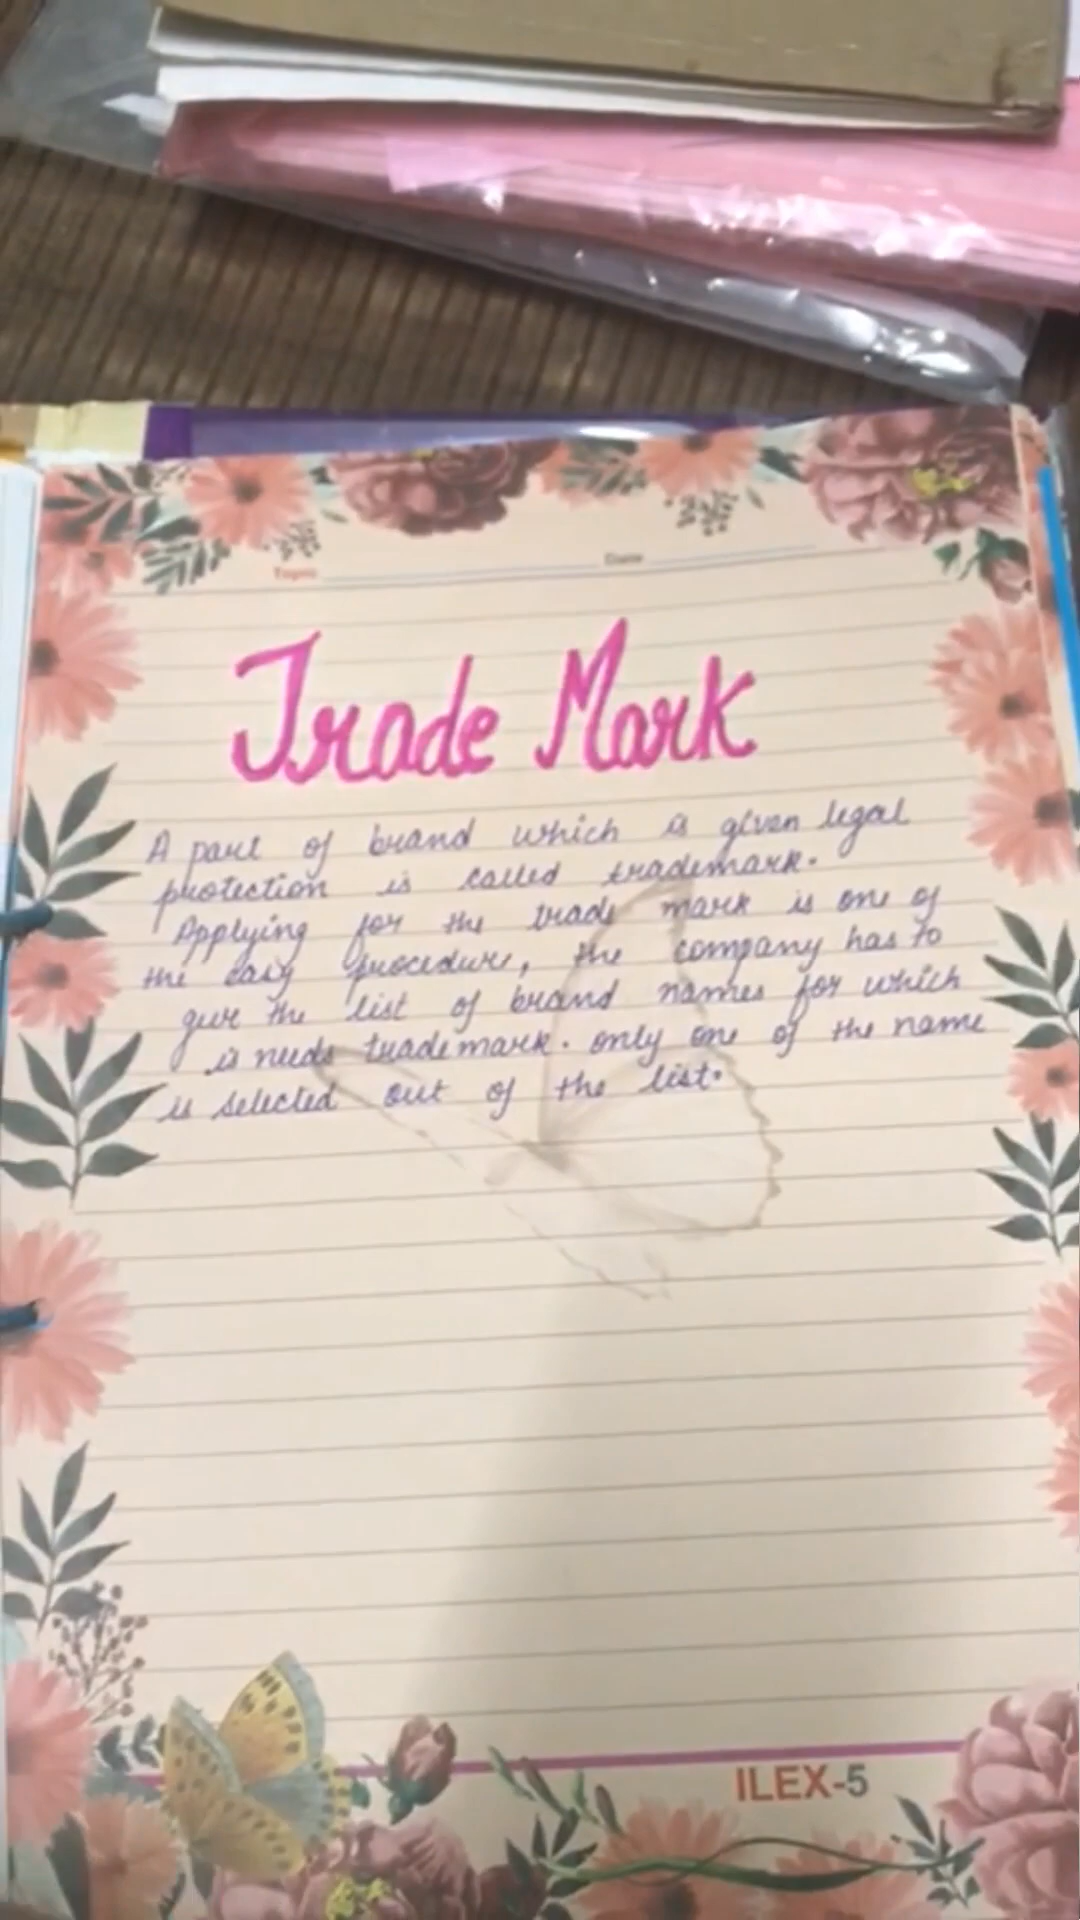 Topic Date
Trade Mark
A part of brand which is given legal
protection is called trademark.
Applying for the trade mark is one of
the easy procedure, the company has to
give the list of brand names for which
is needs trademark. only one of the name
is selected out of the list.
ILEX-5